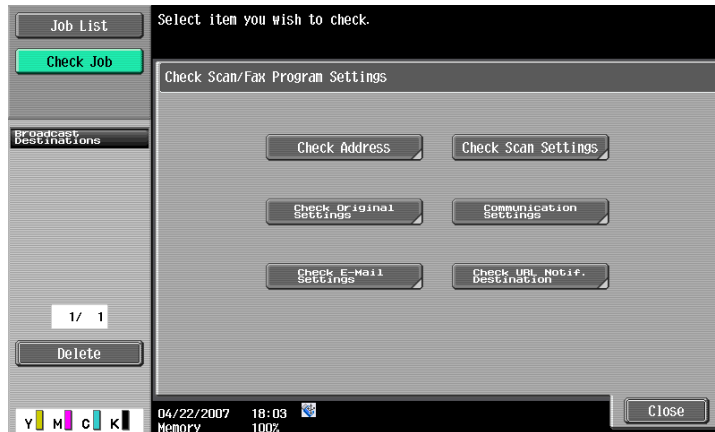 Job List
Check Job
Broadcast
Destinations
1/ 1
Delete
Y M C K
Select item you wish to check.
Check Scan/Fax Program Settings
Check Address
Check Scan Settings
Check Original
Settings
Communication
Settings
Check E-Mail
Settings
Check URL Notif.
Destination
04/22/2007 18:03
Memory 100%
Close